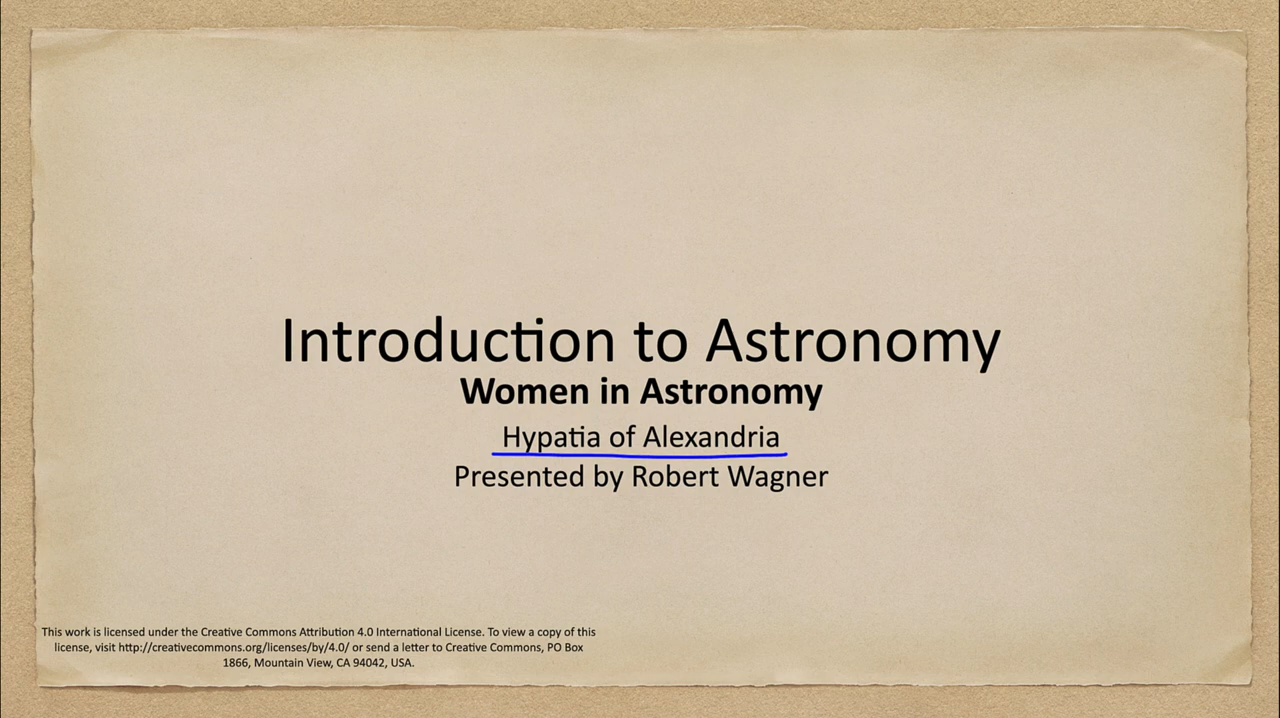 Introduction to Astronomy
Women in Astronomy
Hypatia of Alexandria
Presented by Robert Wagner
This work is licensed under the Creative Commons Attribution 4.0 International License. To view a copy of this
license, visit http://creativecommons.org/licenses/by/4.0/ or send a letter to Creative Commons, PO Box
1866, Mountain View, CA 94042, USA.